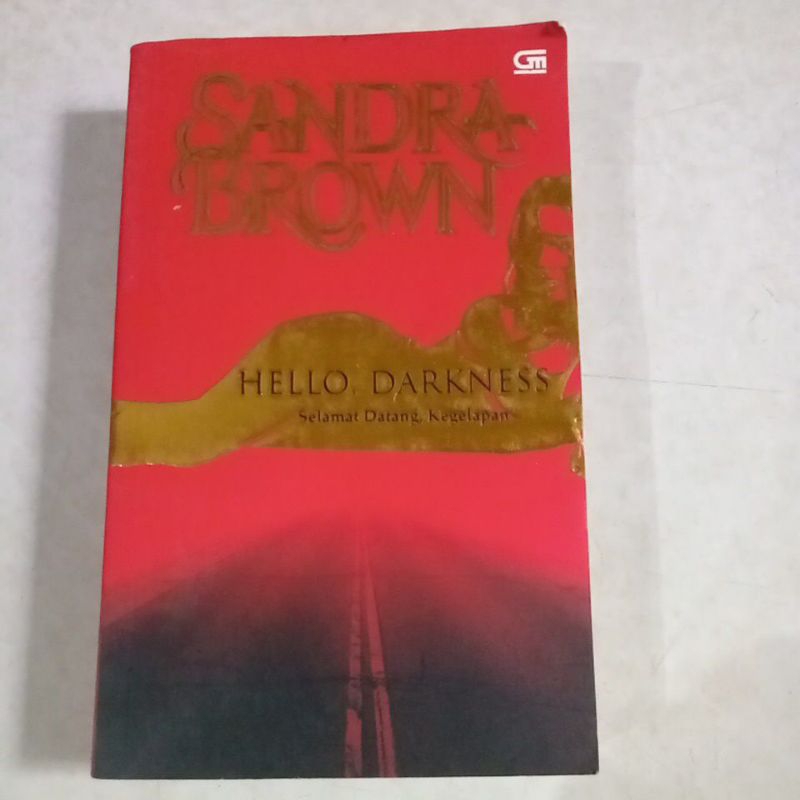 GM
SANDRA
BROWN
HELLO, DARKNESS
Selamat Datang, Kegelapan